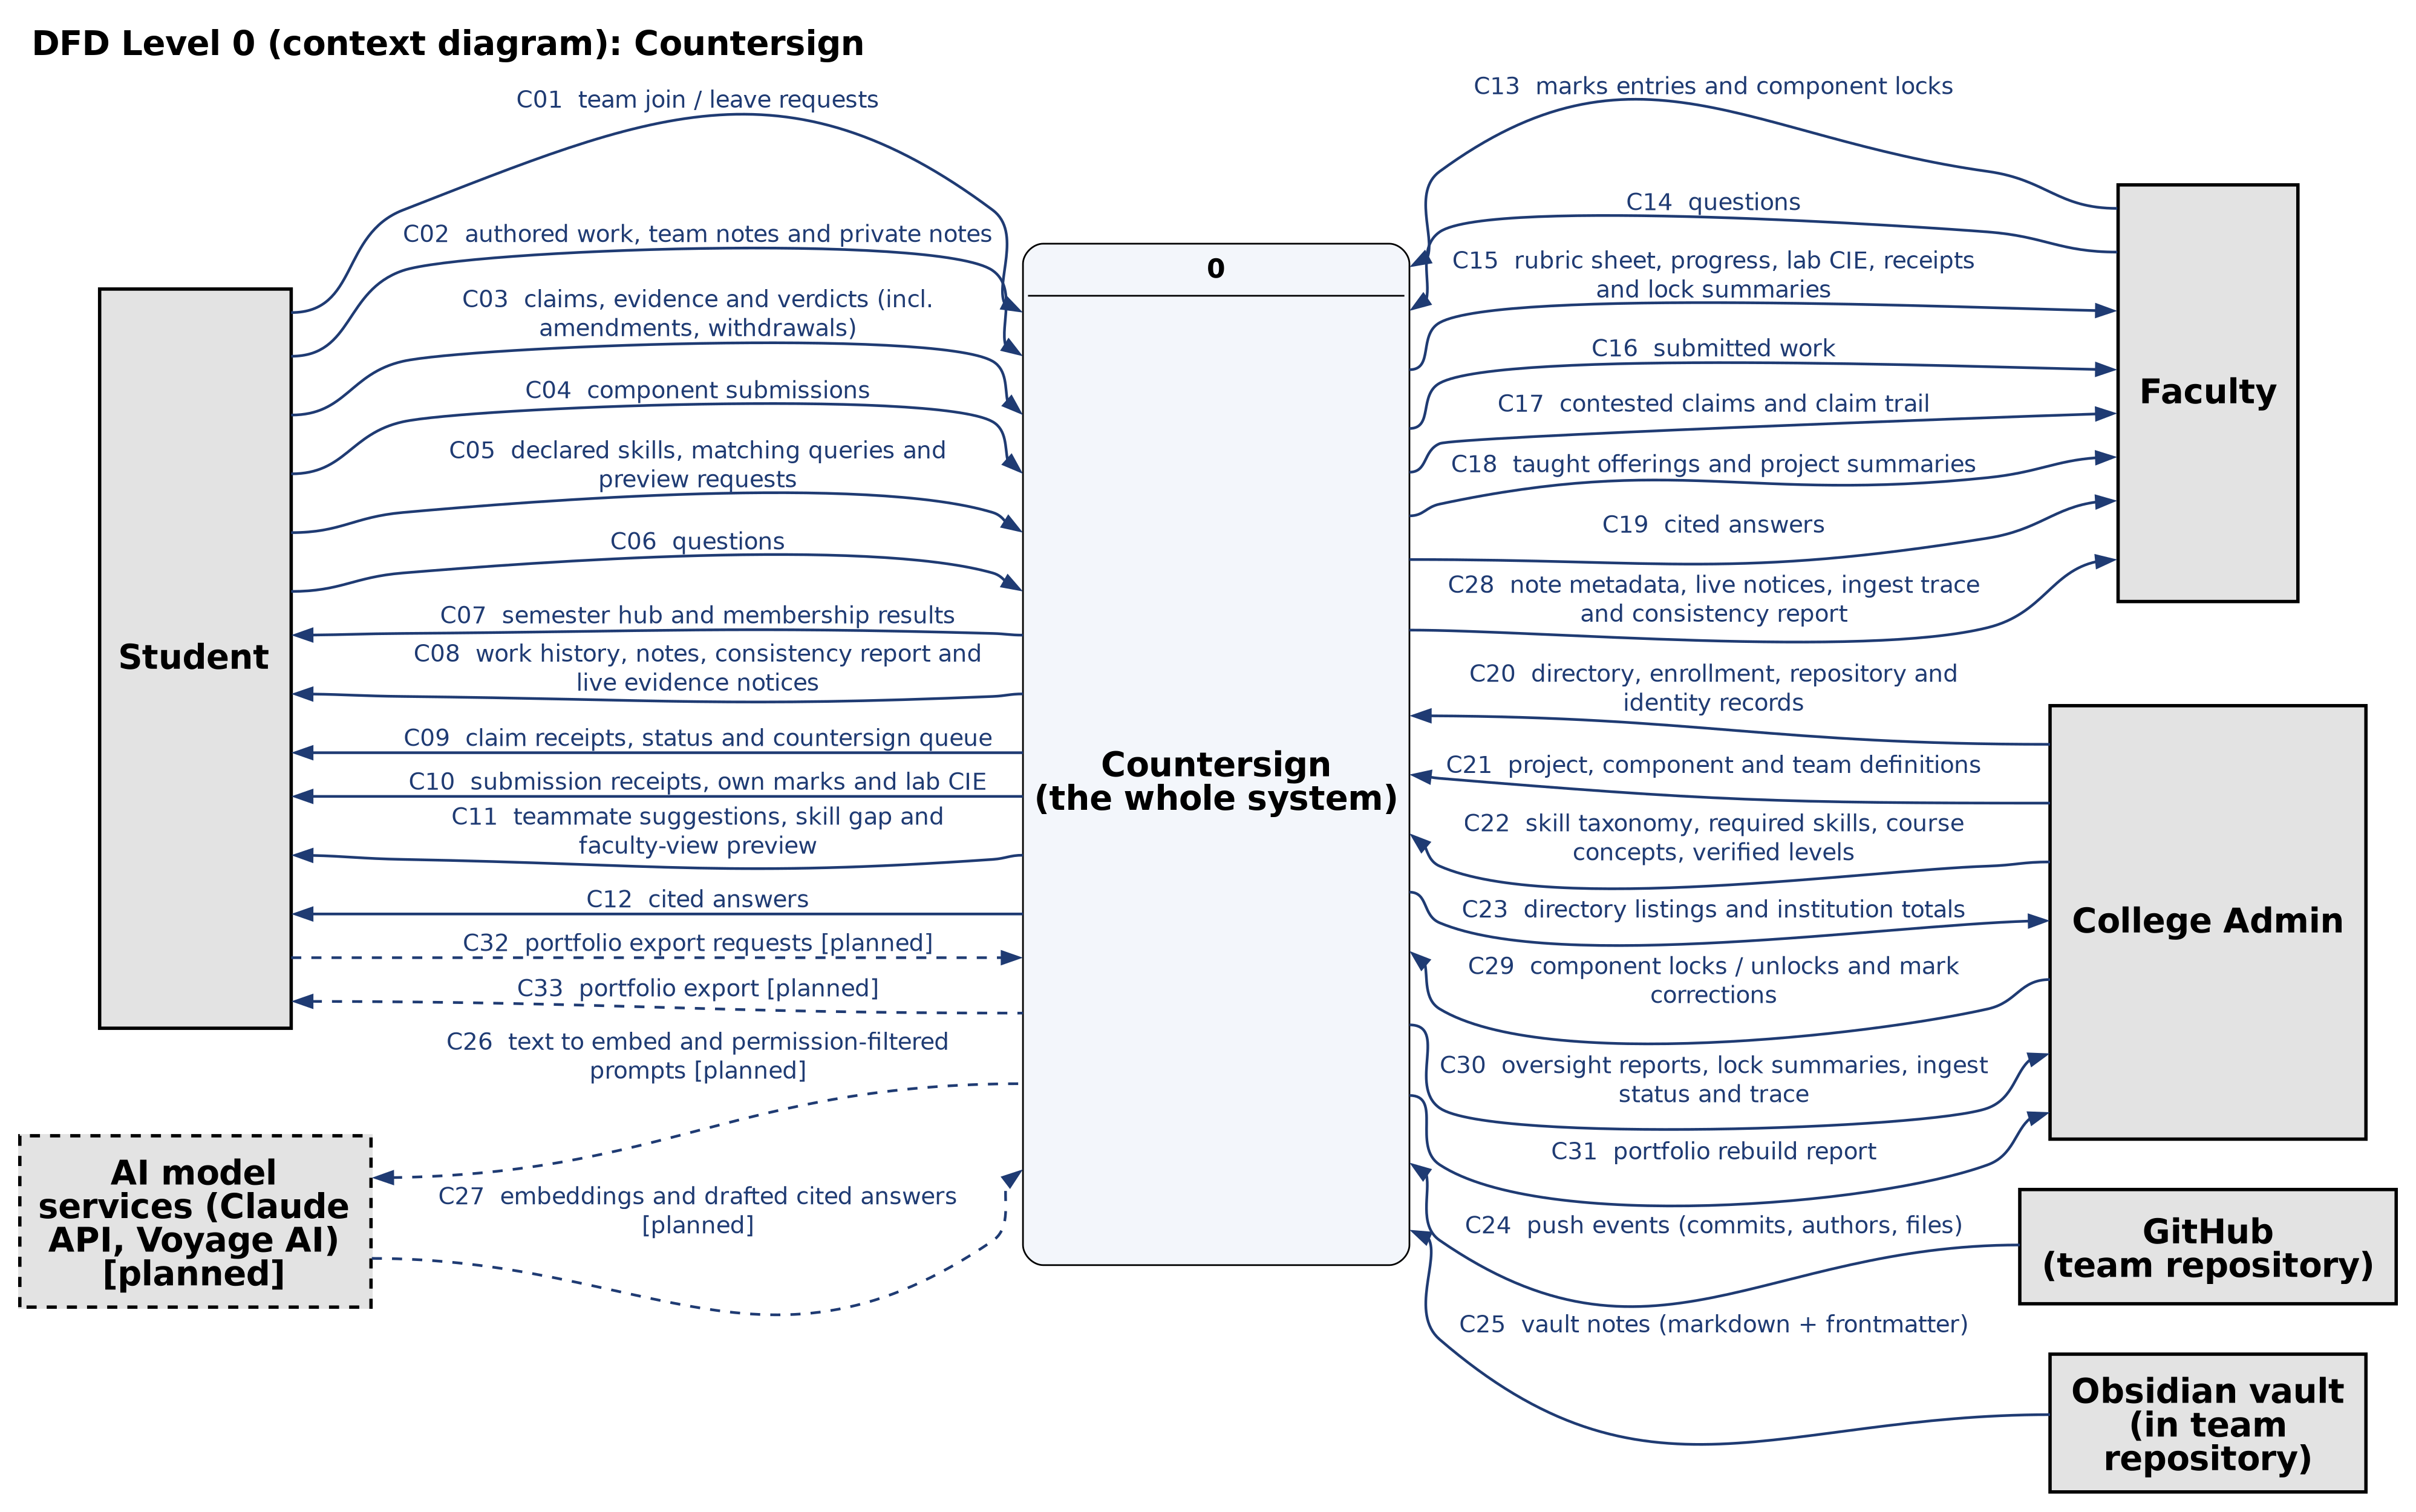 DFD Level 0 (context diagram): Countersign
C01 team join / leave requests
C02 authored work, team notes and private notes
C03 claims, evidence and verdicts (incl.
amendments, withdrawals)
C04 component submissions
C05 declared skills, matching queries and
preview requests
C06 questions
C07 semester hub and membership results
C08 work history, notes, consistency report and
live evidence notices
C09 claim receipts, status and countersign queue
C10 submission receipts, own marks and lab CIE
C11 teammate suggestions, skill gap and
faculty-view preview
C12 cited answers
C32 portfolio export requests [planned]
C33 portfolio export [planned]
C26 text to embed and permission-filtered
prompts [planned]
C27 embeddings and drafted cited answers
[planned]
Student
AI model
services (Claude
API, Voyage AI)
[planned]
0
Countersign
(the whole system)
C13 marks entries and component locks
C14 questions
C15 rubric sheet, progress, lab CIE, receipts
and lock summaries
C16 submitted work
C17 contested claims and claim trail
C18 taught offerings and project summaries
C19 cited answers
C28 note metadata, live notices, ingest trace
and consistency report
C20 directory, enrollment, repository and
identity records
C21 project, component and team definitions
C22 skill taxonomy, required skills, course
concepts, verified levels
C23 directory listings and institution totals
C29 component locks / unlocks and mark
corrections
C30 oversight reports, lock summaries, ingest
status and trace
C31 portfolio rebuild report
C24 push events (commits, authors, files)
C25 vault notes (markdown + frontmatter)
Faculty
College Admin
GitHub
(team repository)
Obsidian vault
(in team
repository)